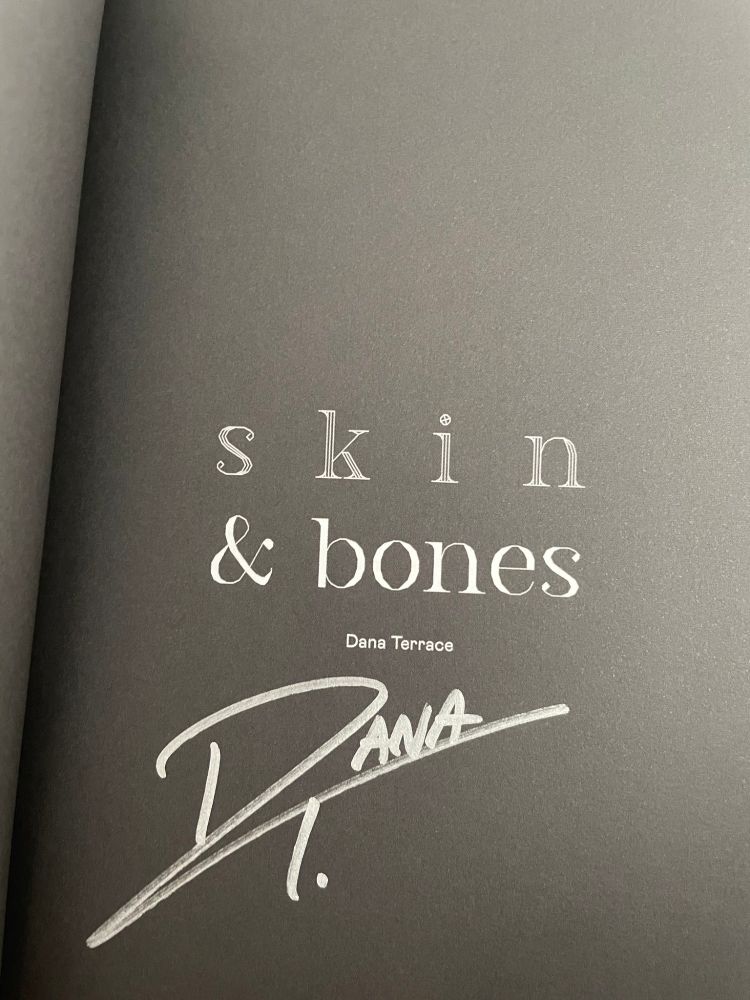 skin
& bones
Dana Terrace
DANA
T.